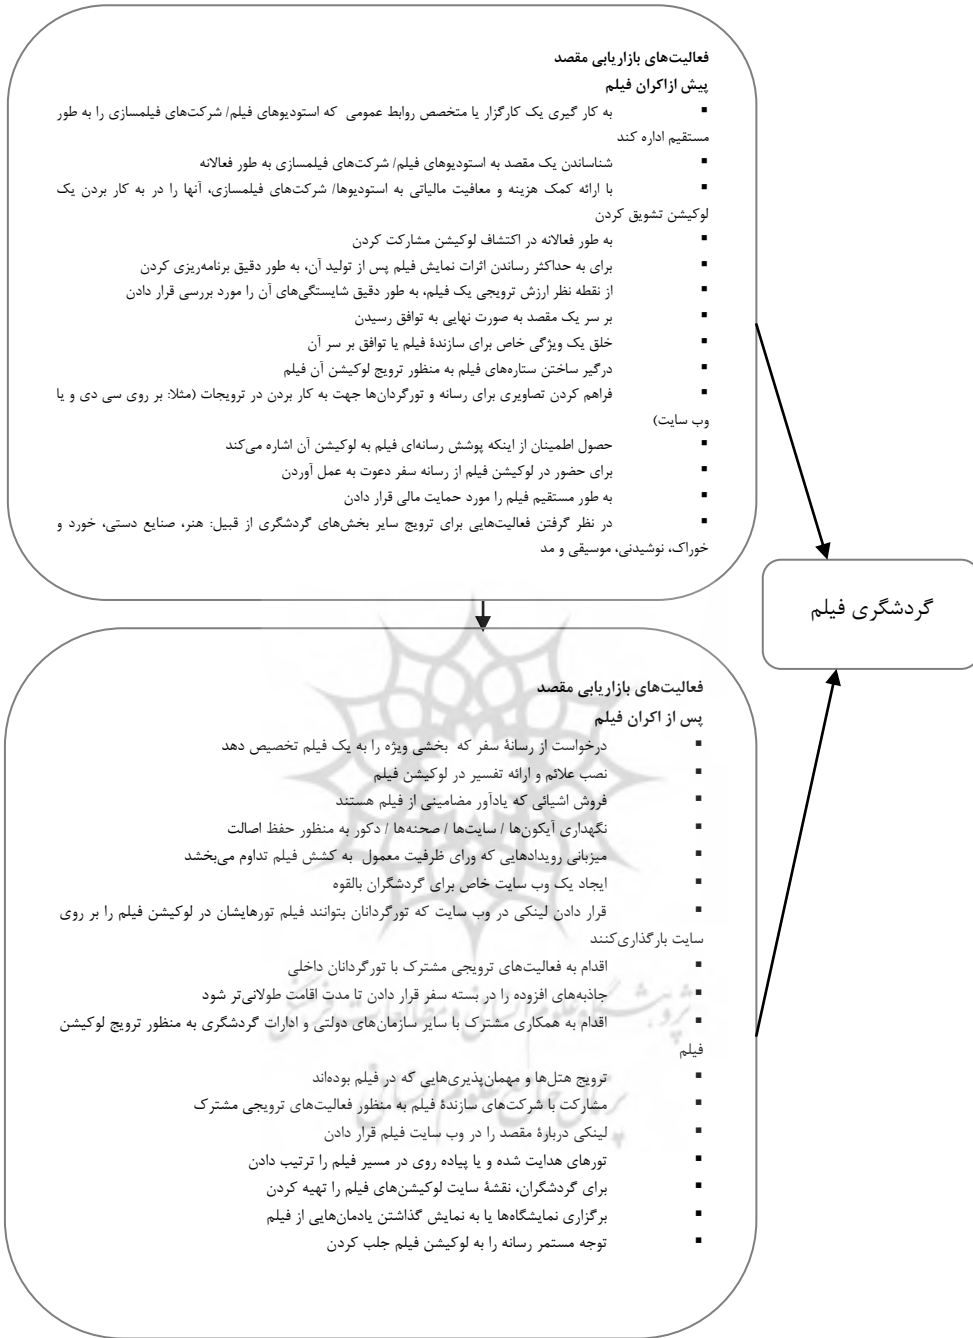 فعالیت‌های بازاریابی مقصد
پیش ازاکران فیلم
▪ به کار گیری یک کارگزار یا متخصص روابط عمومی که استودیوهای فیلم/ شرکت‌های فیلمسازی را به طور
مستقیم اداره کند
▪ شناساندن یک مقصد به استودیوهای فیلم/ شرکت‌های فیلمسازی به طور فعالانه
▪ با ارائه کمک هزینه و معافیت مالیاتی به استودیوها/ شرکت‌های فیلمسازی، آنها را در به کار بردن یک
لوکیشن تشویق کردن
▪ به طور فعالانه در اکتشاف لوکیشن مشارکت کردن
▪ برای به حداکثر رساندن اثرات نمایش فیلم پس از تولید آن، به طور دقیق برنامه‌ریزی کردن
▪ از نقطه نظر ارزش ترویجی یک فیلم، به طور دقیق شایستگی‌های آن را مورد بررسی قرار دادن
▪ بر سر یک مقصد به صورت نهایی به توافق رسیدن
▪ خلق یک ویژگی خاص برای سازندۀ فیلم یا توافق بر سر آن
▪ درگیر ساختن ستاره‌های فیلم به منظور ترویج لوکیشن آن فیلم
▪ فراهم کردن تصاویری برای رسانه و تورگردان‌ها جهت به کار بردن در ترویجات (مثلا: بر روی سی دی و یا
وب سایت)
▪ حصول اطمینان از اینکه پوشش رسانه‌ای فیلم به لوکیشن آن اشاره می‌کند
▪ برای حضور در لوکیشن فیلم از رسانه سفر دعوت به عمل آوردن
▪ به طور مستقیم فیلم را مورد حمایت مالی قرار دادن
▪ در نظر گرفتن فعالیت‌هایی برای ترویج سایر بخش‌های گردشگری از قبیل: هنر، صنایع دستی، خورد و
خوراک، نوشیدنی، موسیقی و مد
گردشگری فیلم
فعالیت‌های بازاریابی مقصد
پس از اکران فیلم
▪ درخواست از رسانۀ سفر که بخشی ویژه را به یک فیلم تخصیص دهد
▪ نصب علائم و ارائه تفسیر در لوکیشن فیلم
▪ فروش اشیائی که یادآور مضامینی از فیلم هستند
▪ نگهداری آیکون‌ها / سایت‌ها / صحنه‌ها / دکور به منظور حفظ اصالت
▪ میزبانی رویدادهایی که ورای ظرفیت معمول به کشش فیلم تداوم می‌بخشد
▪ ایجاد یک وب سایت خاص برای گردشگران بالقوه
▪ قرار دادن لینکی در وب سایت که تورگردانان بتوانند فیلم تورهایشان در لوکیشن فیلم را بر روی
سایت بارگذاری‌کنند
▪ اقدام به فعالیت‌های ترویجی مشترک با تورگردانان داخلی
▪ جاذبه‌های افزوده را در بسته سفر قرار دادن تا مدت اقامت طولانی‌تر شود
▪ اقدام به همکاری مشترک با سایر سازمان‌های دولتی و ادارات گردشگری به منظور ترویج لوکیشن
فیلم
▪ ترویج هتل‌ها و مهمان‌پذیری‌هایی که در فیلم بوده‌اند
▪ مشارکت با شرکت‌های سازندۀ فیلم به منظور فعالیت‌های ترویجی مشترک
▪ لینکی دربارۀ مقصد را در وب سایت فیلم قرار دادن
▪ تورهای هدایت شده و یا پیاده روی در مسیر فیلم را ترتیب دادن
▪ برای گردشگران، نقشۀ سایت لوکیشن‌های فیلم را تهیه کردن
▪ برگزاری نمایشگاه‌ها یا به نمایش گذاشتن یادمان‌هایی از فیلم
▪ توجه مستمر رسانه را به لوکیشن فیلم جلب کردن
پژوهشگاه علوم انسانی و مطالعات فرهنگی
پرتال جامع علوم انسانی